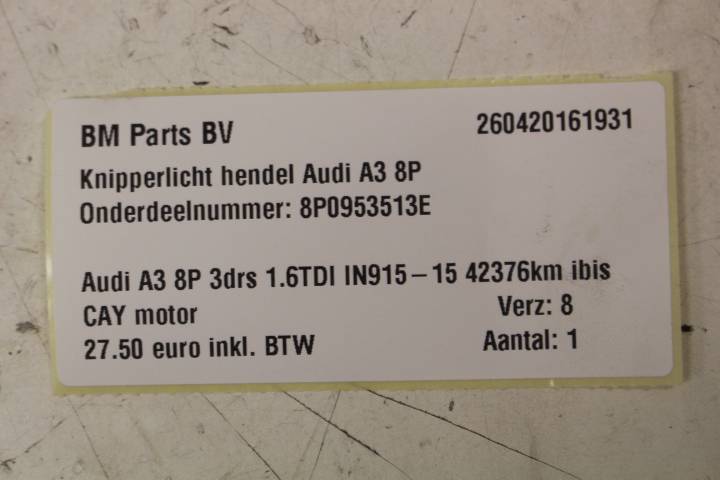 BM Parts BV 260420161931
Knipperlicht hendel Audi A3 8P
Onderdeelnummer: 8P0953513E
Audi A3 8P 3drs 1.6TDI IN915-15 42376km ibis
CAY motor Verz: 8
27.50 euro inkl. BTW Aantal: 1